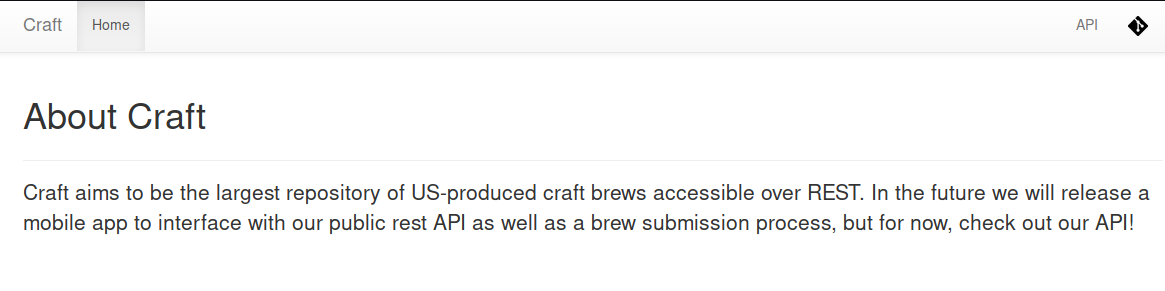 Craft Home API
About Craft
Craft aims to be the largest repository of US-produced craft brews accessible over REST. In the future we will release a
mobile app to interface with our public rest API as well as a brew submission process, but for now, check out our API!